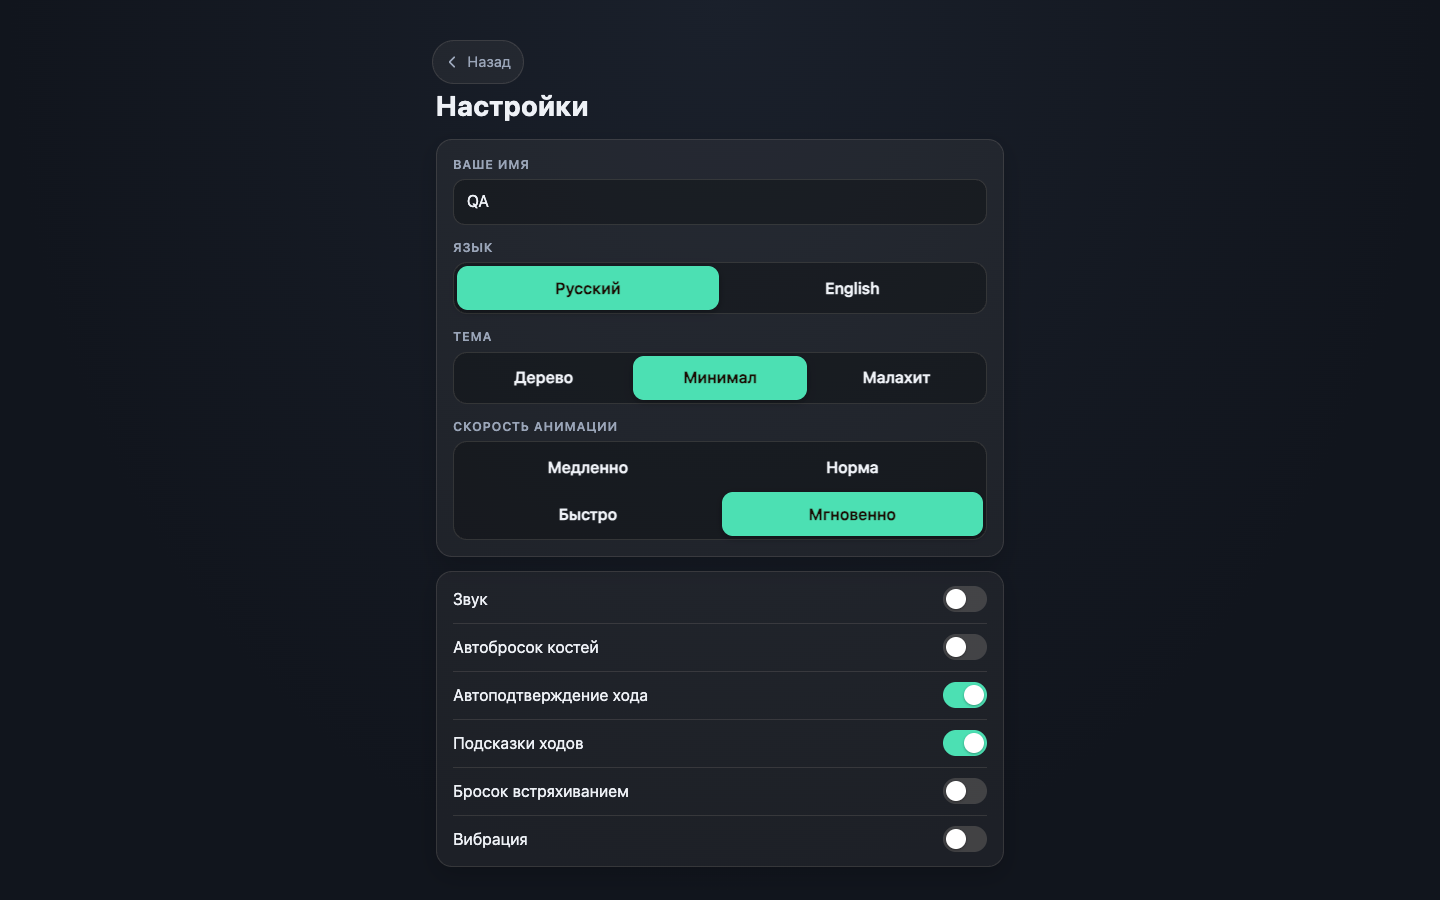 Назад
Настройки
ВАШЕ ИМЯ
QA
ЯЗЫК
Русский English
ТЕМА
Дерево Минимал Малахит
СКОРОСТЬ АНИМАЦИИ
Медленно Норма
Быстро Мгновенно
Звук
Автобросок костей
Автоподтверждение хода
Подсказки ходов
Бросок встряхиванием
Вибрация